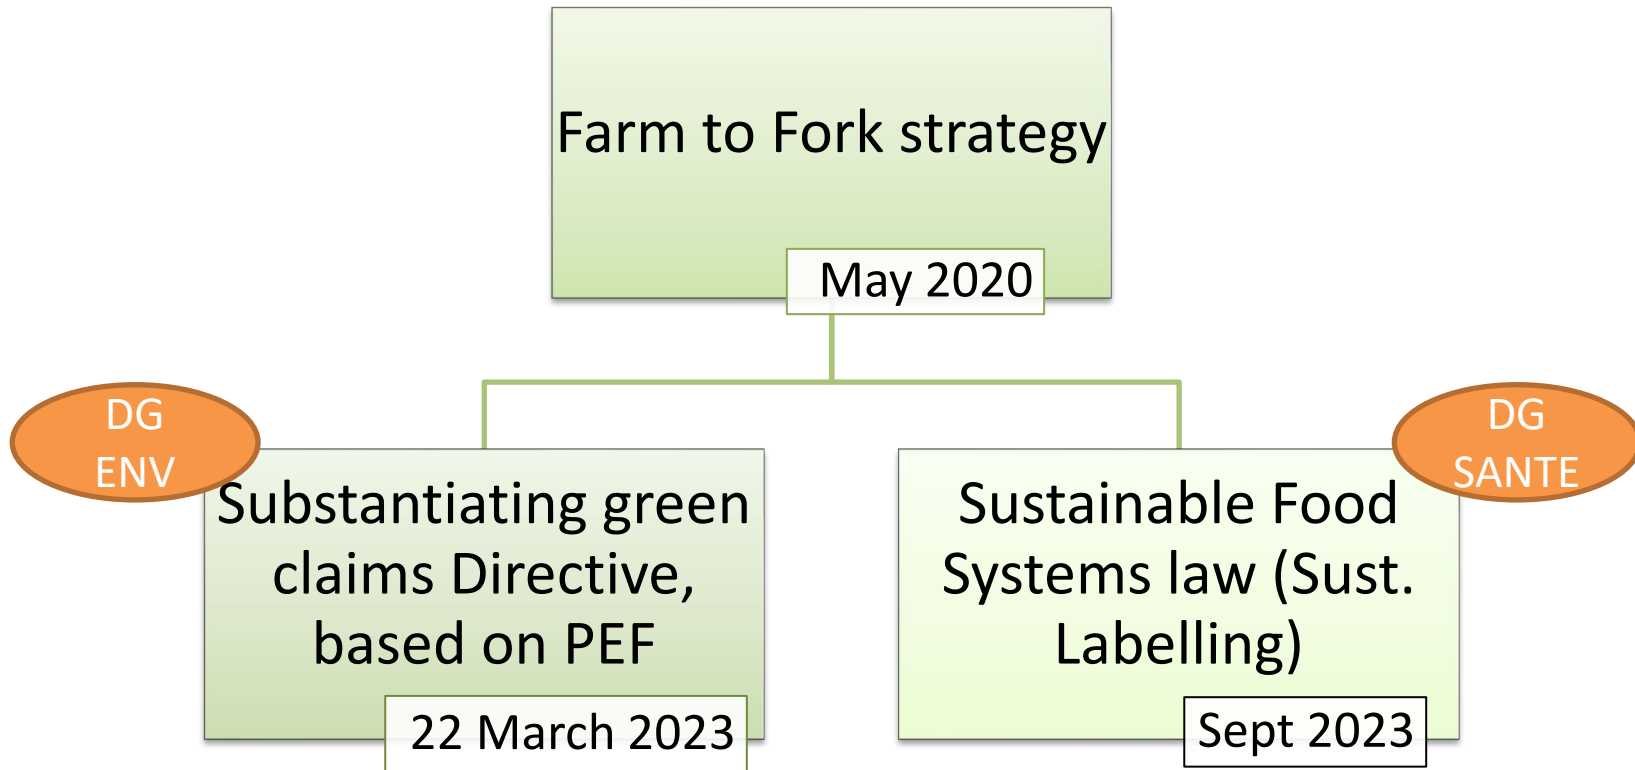 Farm to Fork strategy
May 2020
DG
ENV
Substantiating green
claims Directive,
based on PEF
22 March 2023
DG
SANTE
Sustainable Food
Systems law (Sust.
Labelling)
Sept 2023